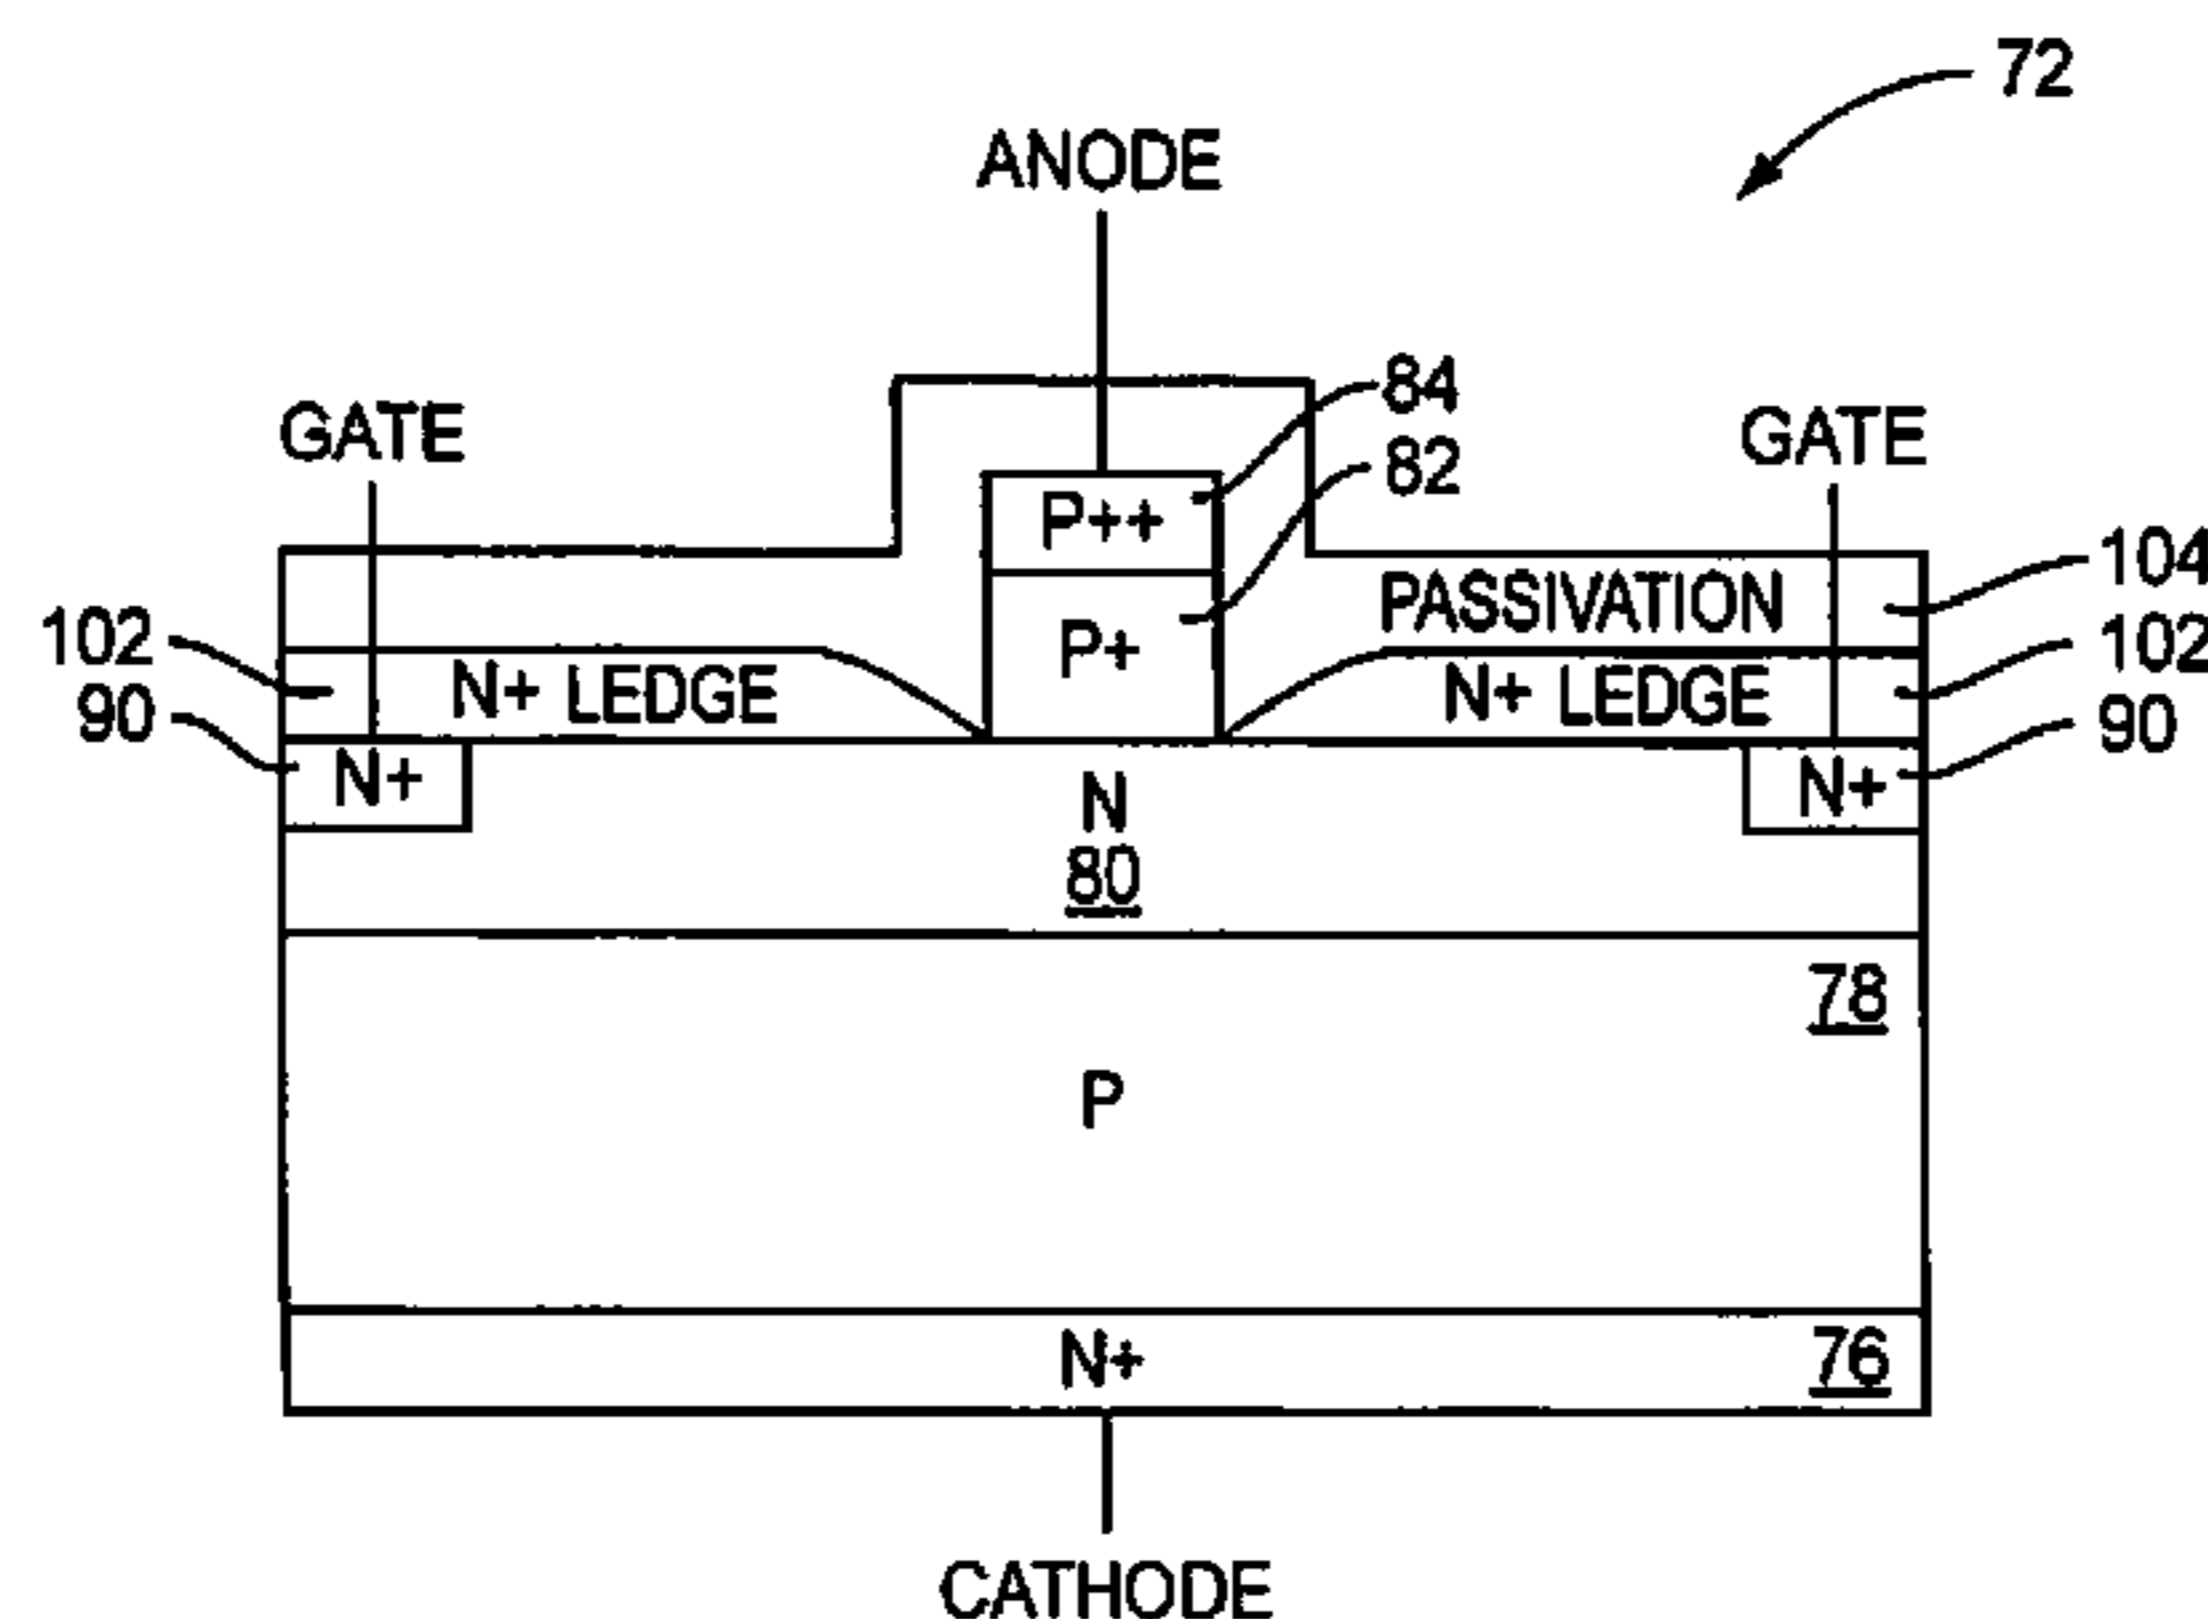 72
ANODE
84
GATE
82
GATE
P++
104
PASSIVATION
102
P+
102
N+ LEDGE
N+ LEDGE
90
90
N+
N
N+
80
78
P
N+
76
CATHODE